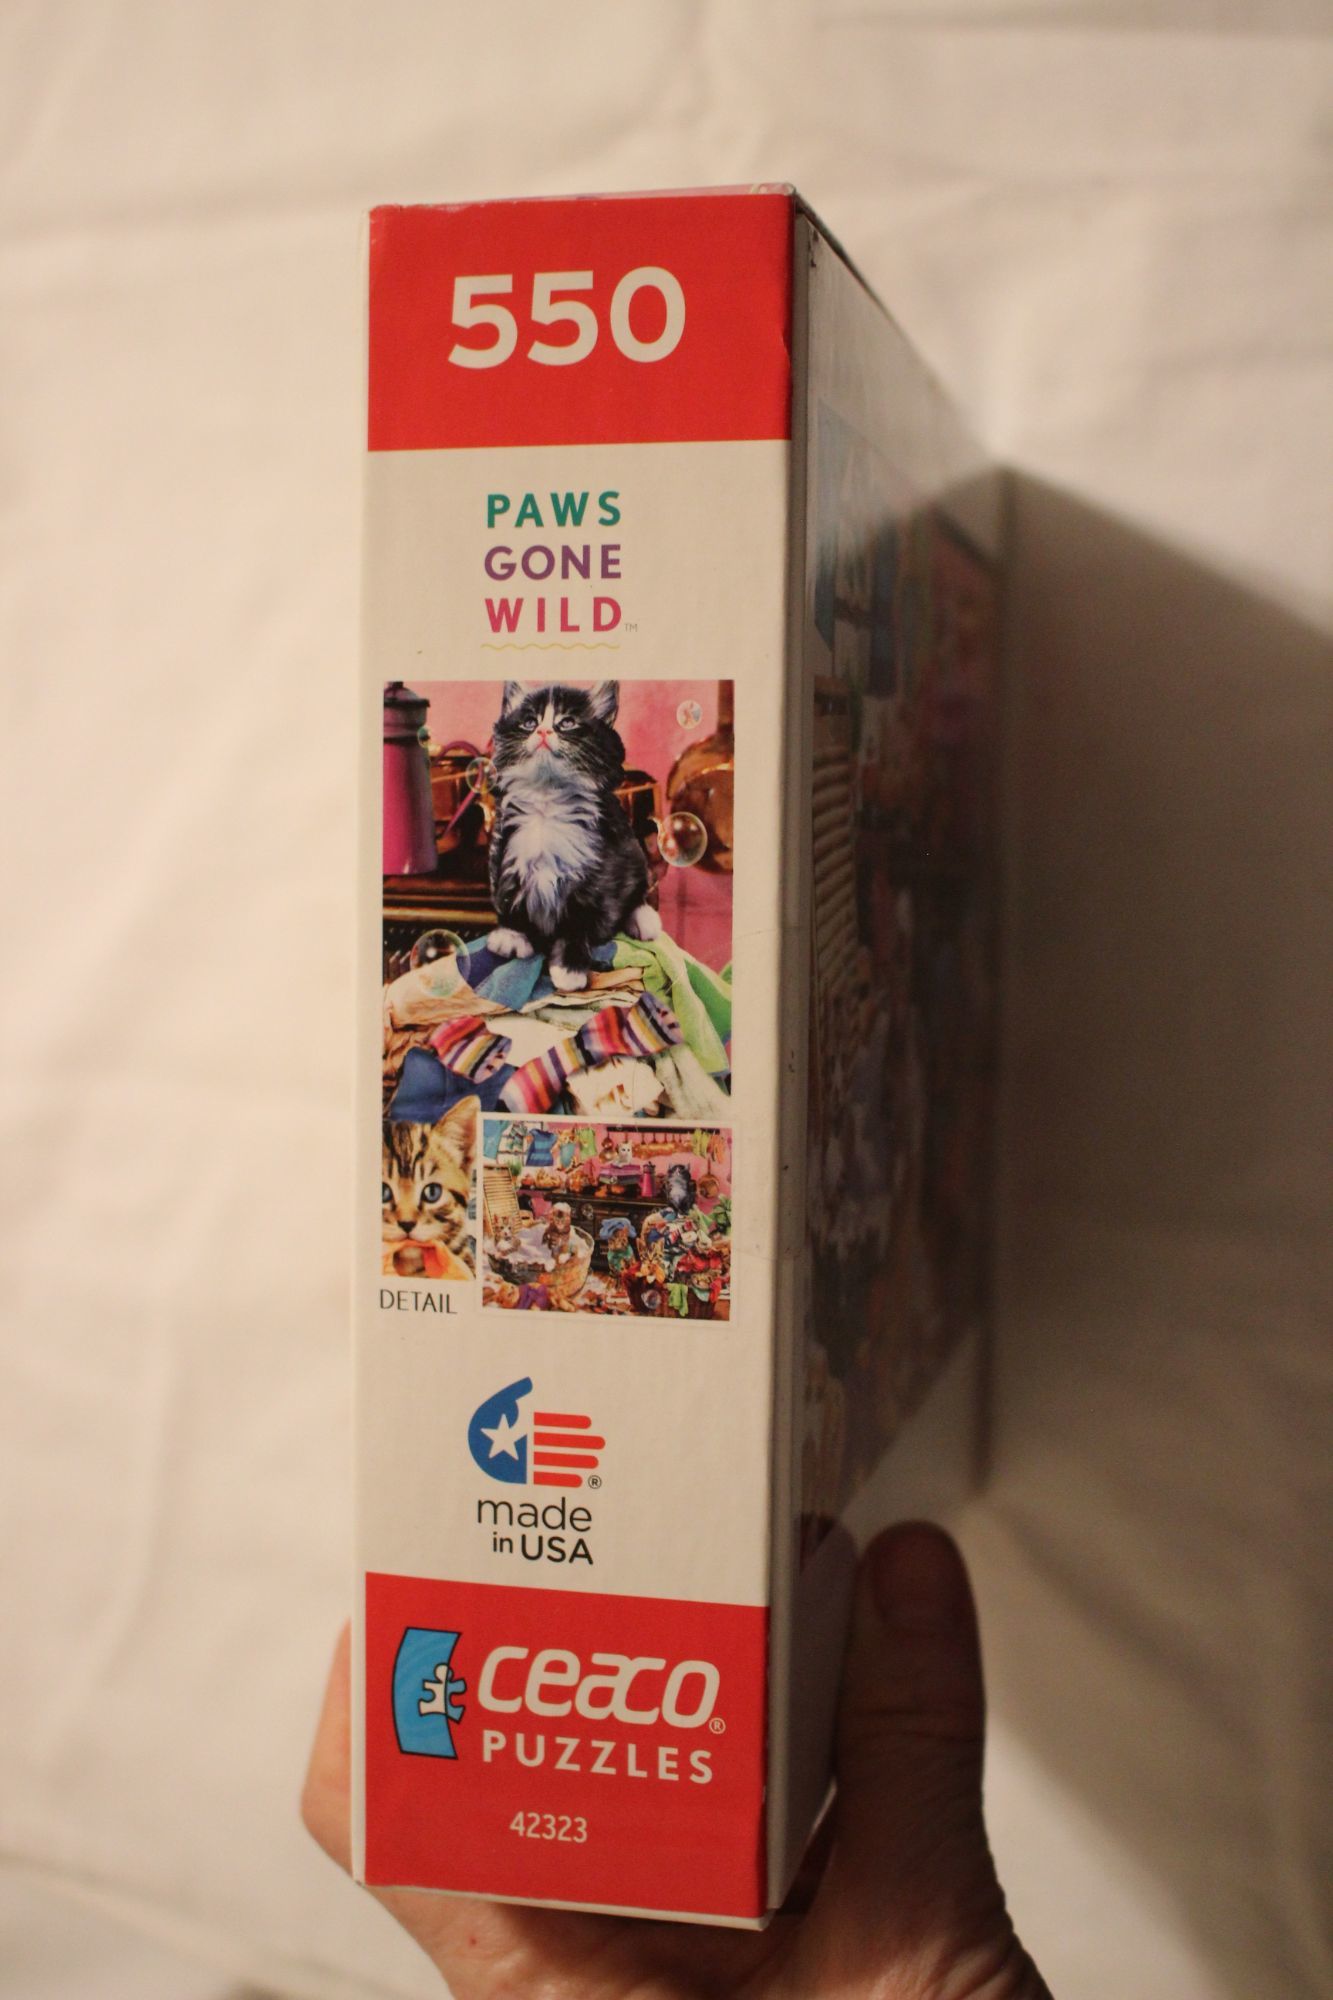 550
PAWS
GONE
WILD™
DETAIL
®
made
in USA
ceaco®
PUZZLES
42323